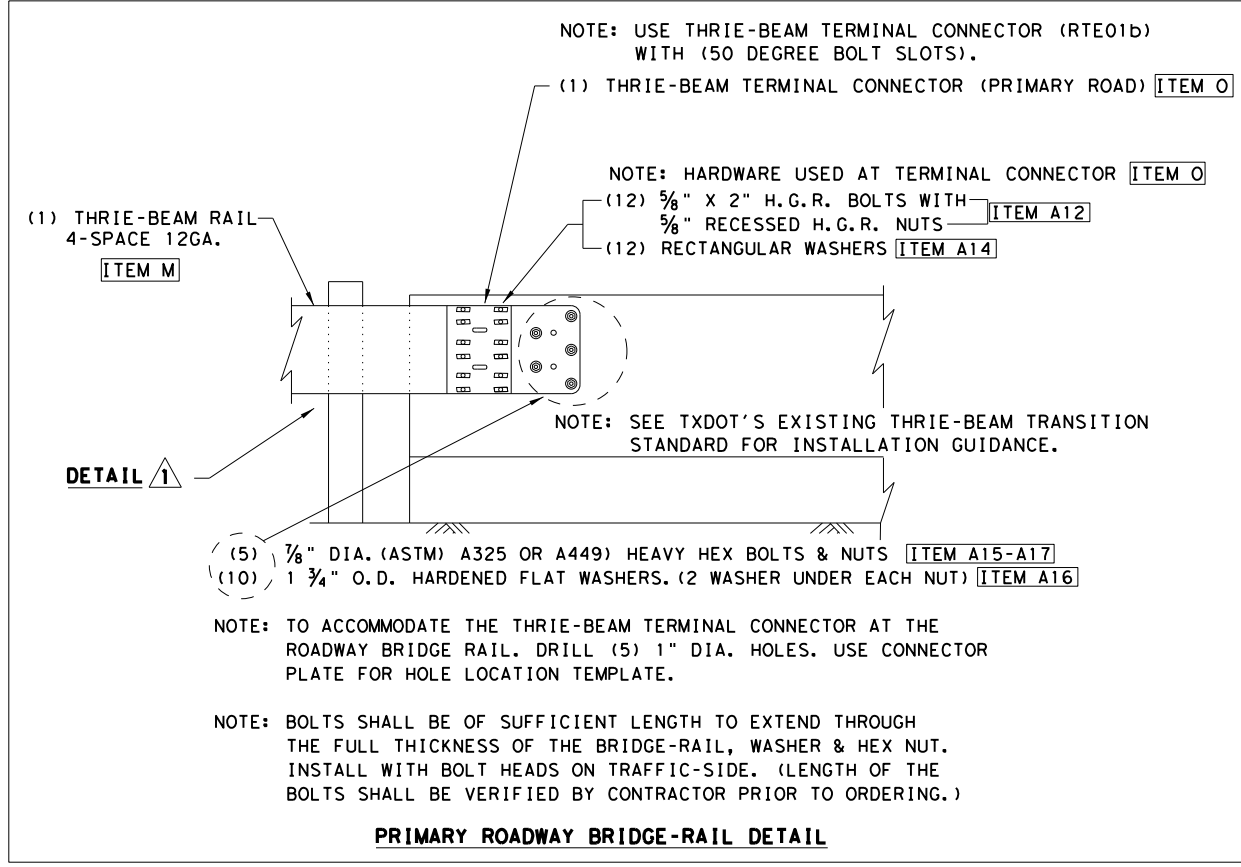 NOTE: USE THRIE-BEAM TERMINAL CONNECTOR (RTE01b)
WITH (50 DEGREE BOLT SLOTS).
(1) THRIE-BEAM TERMINAL CONNECTOR (PRIMARY ROAD) ITEM O
NOTE: HARDWARE USED AT TERMINAL CONNECTOR ITEM O
(12) 5/8" X 2" H.G.R. BOLTS WITH
5/8" RECESSED H.G.R. NUTS
ITEM A12
(12) RECTANGULAR WASHERS ITEM A14
(1) THRIE-BEAM RAIL
4-SPACE 12GA.
ITEM M
NOTE: SEE TXDOT'S EXISTING THRIE-BEAM TRANSITION
STANDARD FOR INSTALLATION GUIDANCE.
DETAIL 1
(5) 7/8" DIA. (ASTM) A325 OR A449) HEAVY HEX BOLTS & NUTS ITEM A15-A17
(10) 1 3/4" O.D. HARDENED FLAT WASHERS. (2 WASHER UNDER EACH NUT) ITEM A16
NOTE: TO ACCOMMODATE THE THRIE-BEAM TERMINAL CONNECTOR AT THE
ROADWAY BRIDGE RAIL. DRILL (5) 1" DIA. HOLES. USE CONNECTOR
PLATE FOR HOLE LOCATION TEMPLATE.
NOTE: BOLTS SHALL BE OF SUFFICIENT LENGTH TO EXTEND THROUGH
THE FULL THICKNESS OF THE BRIDGE-RAIL, WASHER & HEX NUT.
INSTALL WITH BOLT HEADS ON TRAFFIC-SIDE. (LENGTH OF THE
BOLTS SHALL BE VERIFIED BY CONTRACTOR PRIOR TO ORDERING.)
PRIMARY ROADWAY BRIDGE-RAIL DETAIL